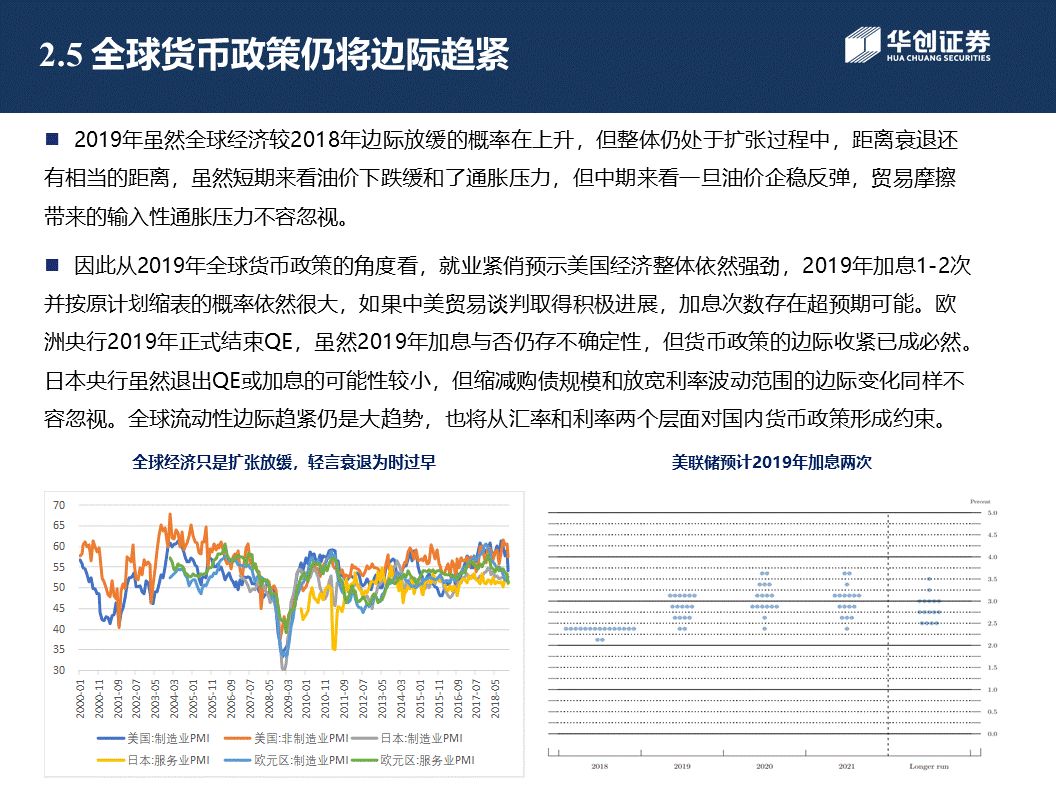 2.5 全球货币政策仍将边际趋紧
华创证券
HUA CHUANG SECURITIES
2019年虽然全球经济较2018年边际放缓的概率在上升，但整体仍处于扩张过程中，距离衰退还
有相当的距离，虽然短期来看油价下跌缓和了通胀压力，但中期来看一旦油价企稳反弹，贸易摩擦
带来的输入性通胀压力不容忽视。
因此从2019年全球货币政策的角度看，就业紧俏预示美国经济整体依然强劲，2019年加息1-2次
并按原计划缩表的概率依然很大，如果中美贸易谈判取得积极进展，加息次数存在超预期可能。欧
洲央行2019年正式结束QE，虽然2019年加息与否仍存不确定性，但货币政策的边际收紧已成必然。
日本央行虽然退出QE或加息的可能性较小，但缩减购债规模和放宽利率波动范围的边际变化同样不
容忽视。全球流动性边际趋紧仍是大趋势，也将从汇率和利率两个层面对国内货币政策形成约束。
全球经济只是扩张放缓，轻言衰退为时过早
70
65
60
55
50
45
40
35
30
2000-01 2000-11 2001-09 2002-07 2003-05 2004-03 2005-01 2005-11 2006-09 2007-07 2008-05 2009-03 2010-01 2010-11 2011-09 2012-07 2013-05 2014-03 2015-01 2015-11 2016-09 2017-07 2018-05
美国:制造业PMI 美国:非制造业PMI 日本:制造业PMI
日本:服务业PMI 欧元区:制造业PMI 欧元区:服务业PMI
美联储预计2019年加息两次
Percent
5.0
4.5
4.0
3.5
3.0
2.5
2.0
1.5
1.0
0.5
0.0
2018 2019 2020 2021 Longer run